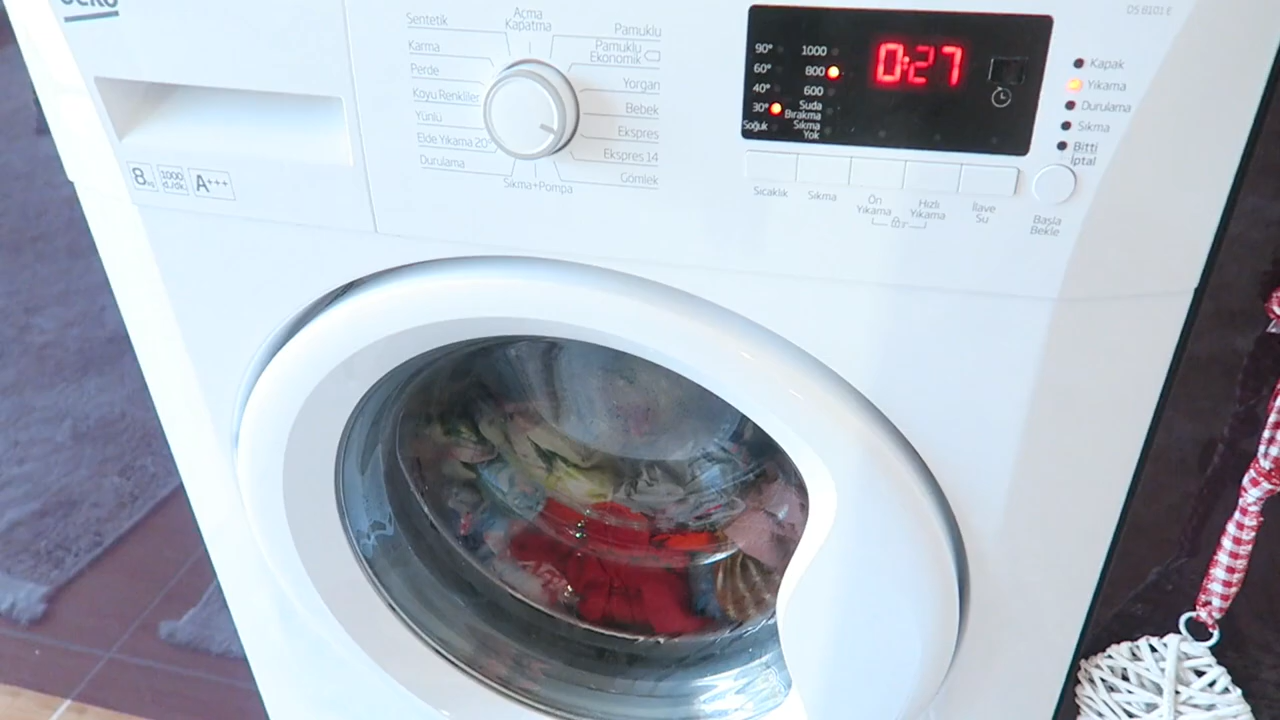 beko
DS 8101 E
Açma
Kapatma
Sentetik
Karma
Perde
Koyu Renkliler
Yünlü
Elde Yıkama 20°
Durulama
Sıkma+Pompa
Pamuklu
Pamuklu
Ekonomik
Yorgan
Bebek
Ekspres
Ekspres 14
Gömlek
8kg
1000
d./dk.
A+++
90°
60°
40°
30°
Soğuk
1000
800
600
Suda
Bırakma
Sıkma
Yok
0:27
Kapak
Yıkama
Durulama
Sıkma
Bitti
İptal
Sıcaklık
Sıkma
Ön
Yıkama
Hızlı
Yıkama
İlave
Su
Başla
Bekle